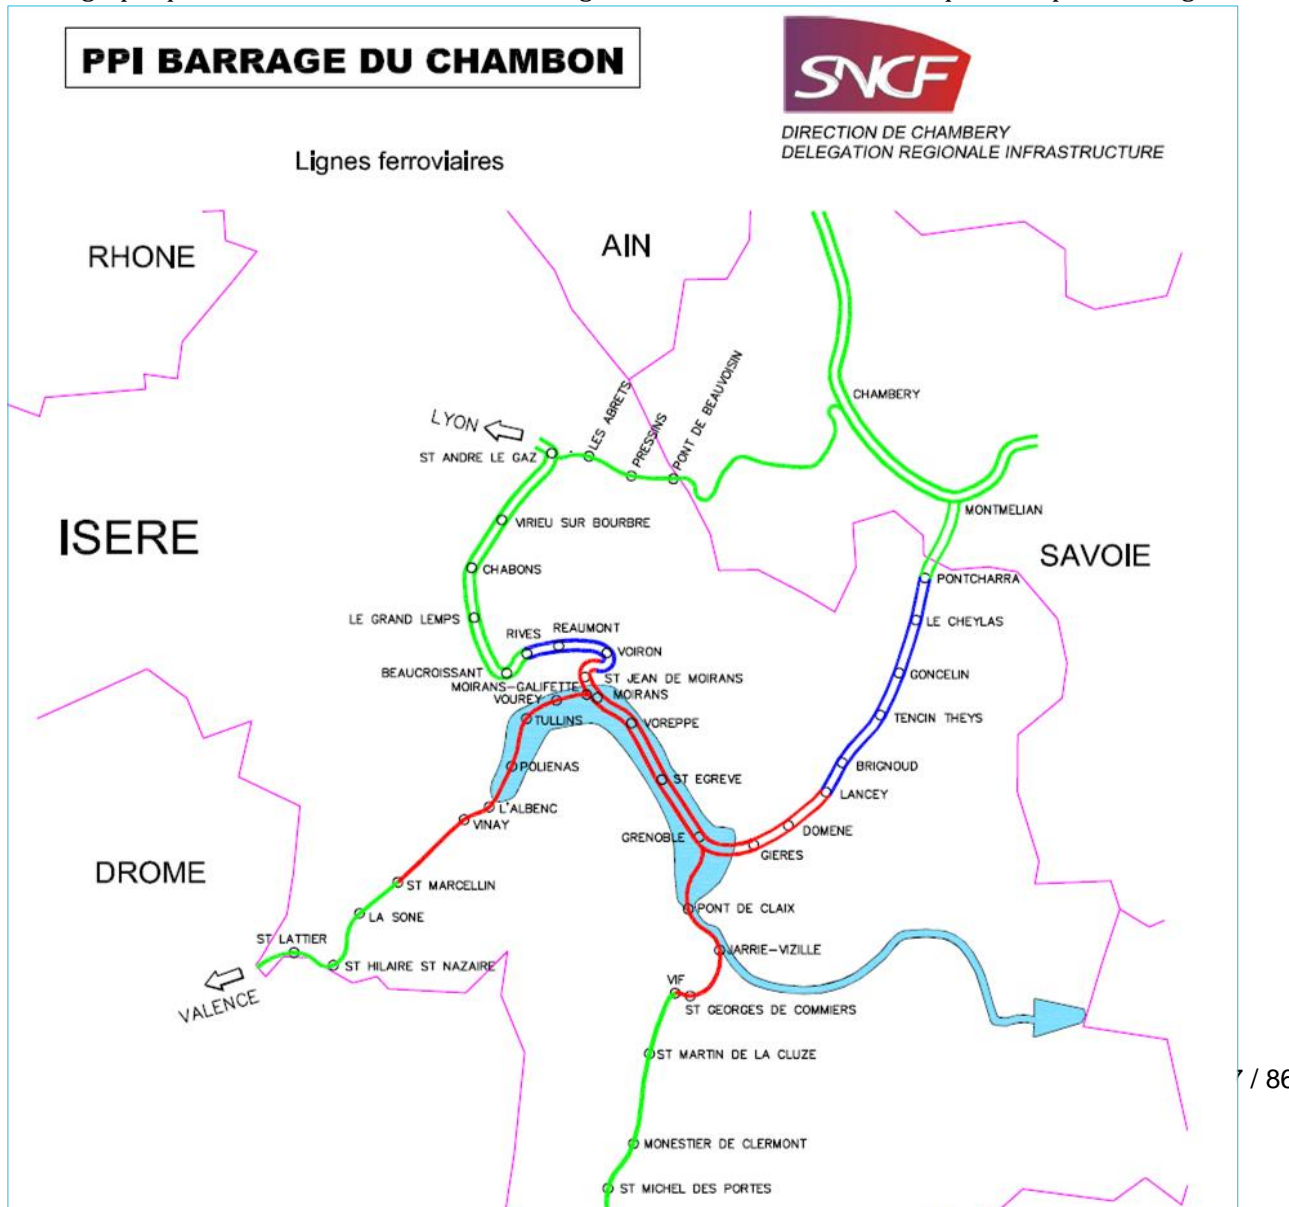 PPI BARRAGE DU CHAMBON
SNCF
DIRECTION DE CHAMBERY
DELEGATION REGIONALE INFRASTRUCTURE
Lignes ferroviaires
RHONE
AIN
LES ABRETS
PRESSINS
PONT DE BEAUVOISIN
CHAMBERY
LYON
ST ANDRE LE GAZ
MONTMELIAN
VIRIEU SUR BOURBRE
ISERE
SAVOIE
CHABONS
PONTCHARRA
LE GRAND LEMPS
LE CHEYLAS
RIVES
REAUMONT
VOIRON
BEAUCROISSANT
GONCELIN
ST JEAN DE MOIRANS
MOIRANS-GALIFETTE
MOIRANS
VOUREY
TULLINS
VOREPPE
TENCIN THEYS
POLIENAS
BRIGNOUD
ST EGREVE
LANCEY
L'ALBENC
VINAY
DOMENE
GRENOBLE
GIERES
DROME
ST MARCELLIN
PONT DE CLAIX
LA SONE
ST LATTIER
JARRIE-VIZILLE
ST HILAIRE ST NAZAIRE
VIF
VALENCE
ST GEORGES DE COMMIERS
ST MARTIN DE LA CLUZE
7 / 86
MONESTIER DE CLERMONT
ST MICHEL DES PORTES